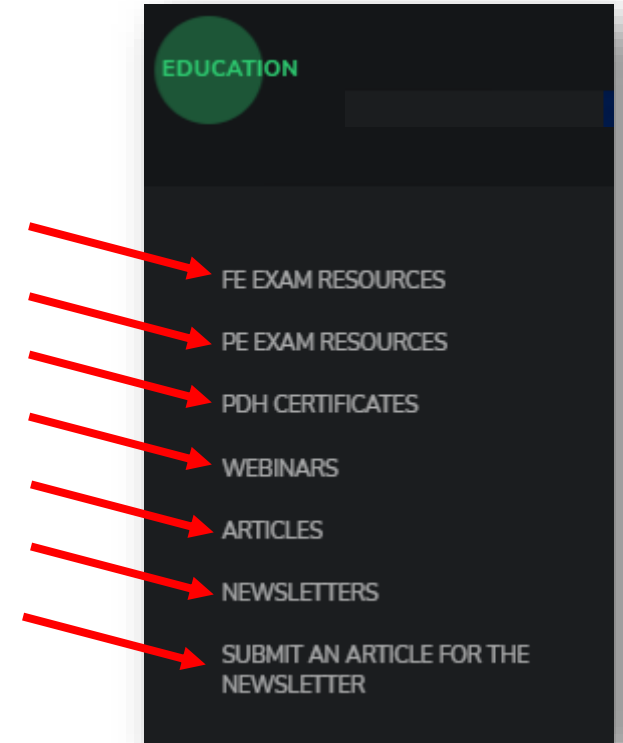 EDUCATION
FE EXAM RESOURCES
PE EXAM RESOURCES
PDH CERTIFICATES
WEBINARS
ARTICLES
NEWSLETTERS
SUBMIT AN ARTICLE FOR THE
NEWSLETTER